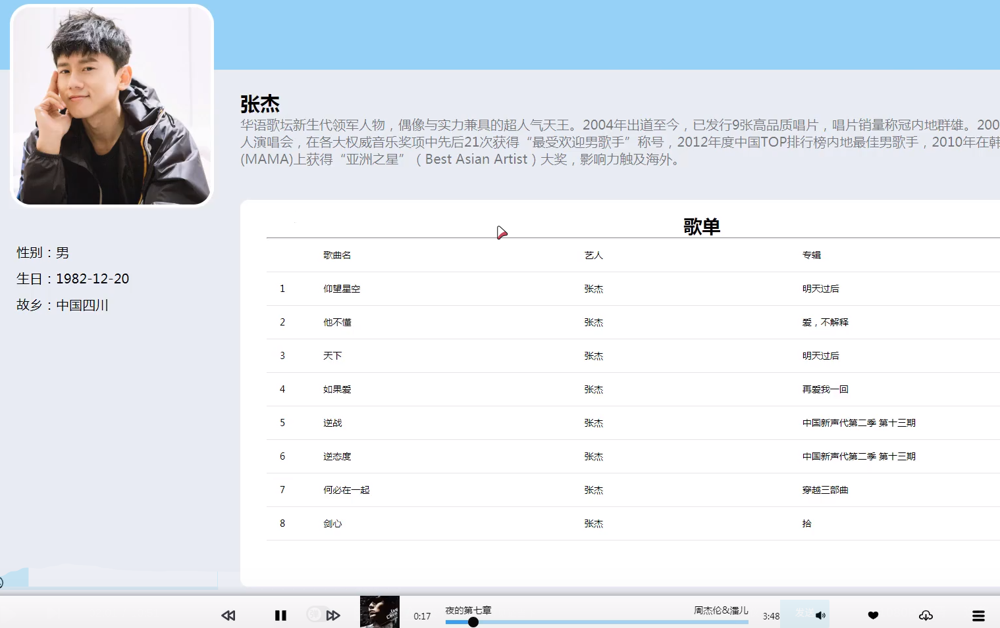 张杰
华语歌坛新生代领军人物，偶像与实力兼具的超人气天王。2004年出道至今，已发行9张高品质唱片，唱片销量称冠内地群雄。200
人演唱会，在各大权威音乐奖项中先后21次获得“最受欢迎男歌手”称号，2012年度中国TOP排行榜内地最佳男歌手，2010年在韩
(MAMA)上获得“亚洲之星”（Best Asian Artist）大奖，影响力触及海外。
性别：男
生日：1982-12-20
故乡：中国四川
歌单
歌曲名 艺人 专辑
1 仰望星空 张杰 明天过后
2 他不懂 张杰 爱，不解释
3 天下 张杰 明天过后
4 如果爱 张杰 再爱我一回
5 逆战 张杰 中国新声代第二季 第十三期
6 逆态度 张杰 中国新声代第二季 第十三期
7 何必在一起 张杰 穿越三部曲
8 剑心 张杰 拾
弹
0:17 夜的第七章 周杰伦&潘儿 3:48
发送